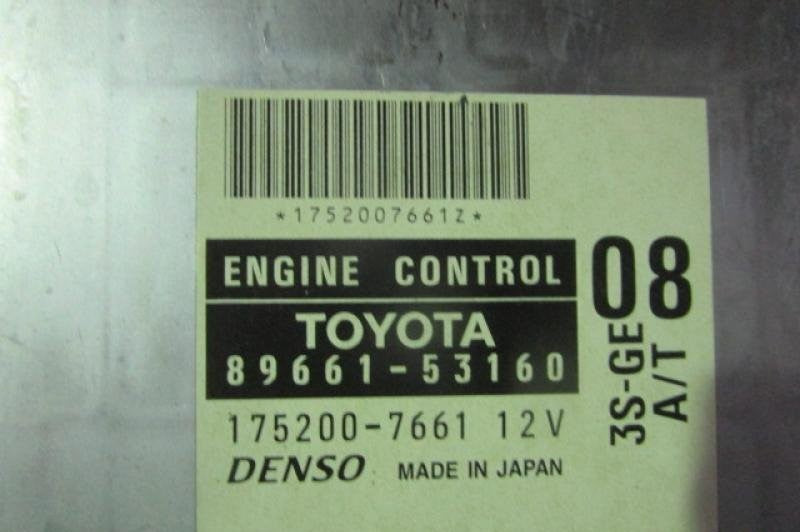 *1752007661Z*
ENGINE CONTROL
TOYOTA
89661-53160
175200-7661 12V
DENSO MADE IN JAPAN
08
3S-GE
A/T